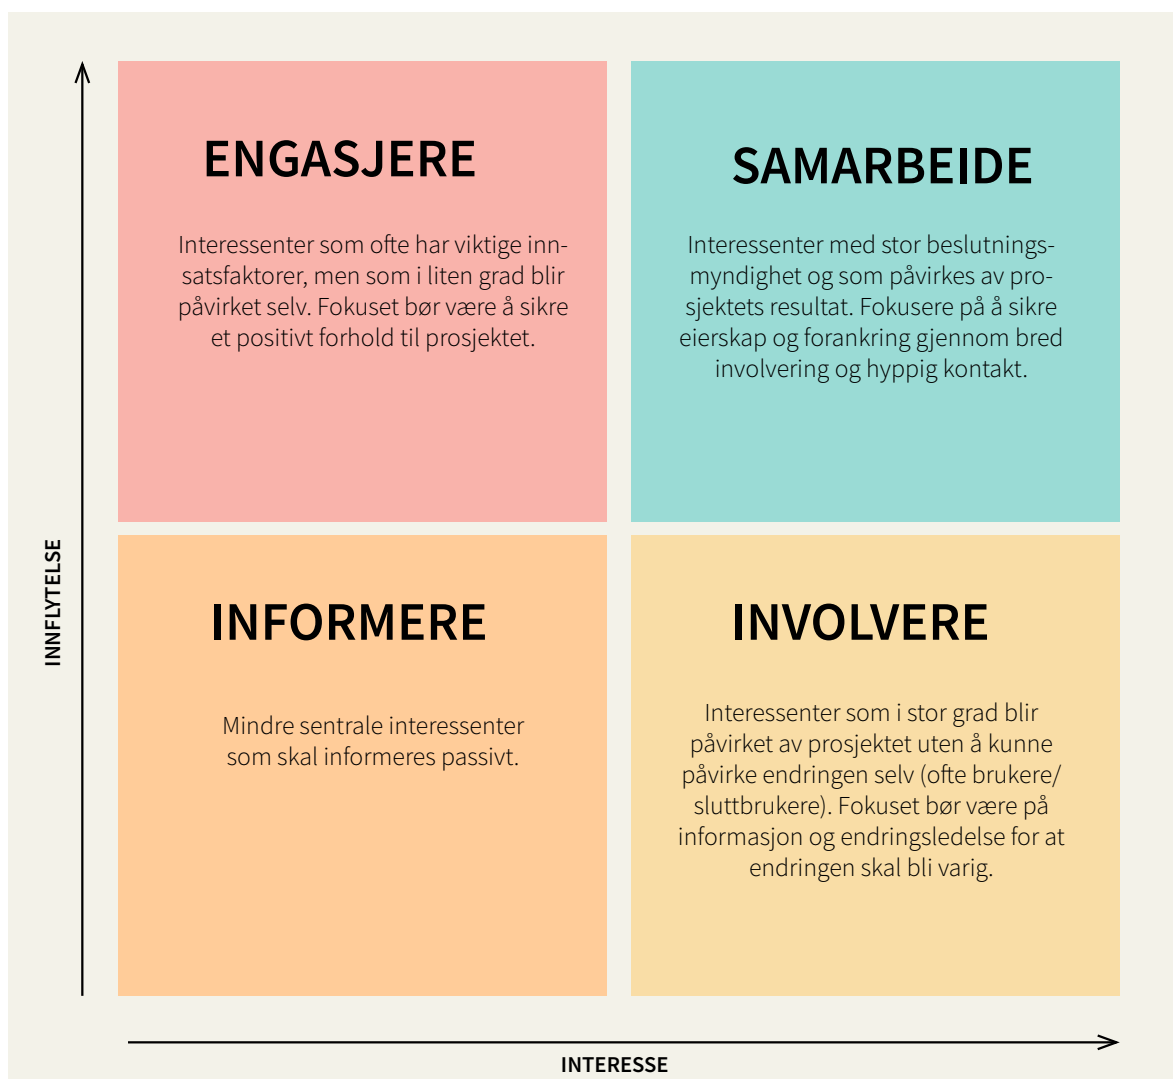 ENGASJERE
Interessenter som ofte har viktige inn-
satsfaktorer, men som i liten grad blir
påvirket selv. Fokuset bør være å sikre
et positivt forhold til prosjektet.
SAMARBEIDE
Interessenter med stor beslutnings-
myndighet og som påvirkes av pro-
sjektets resultat. Fokusere på å sikre
eierskap og forankring gjennom bred
involvering og hyppig kontakt.
INNFLYTELSE
INFORMERE
Mindre sentrale interessenter
som skal informeres passivt.
INVOLVERE
Interessenter som i stor grad blir
påvirket av prosjektet uten å kunne
påvirke endringen selv (ofte brukere/
sluttbrukere). Fokuset bør være på
informasjon og endringsledelse for at
endringen skal bli varig.
INTERESSE